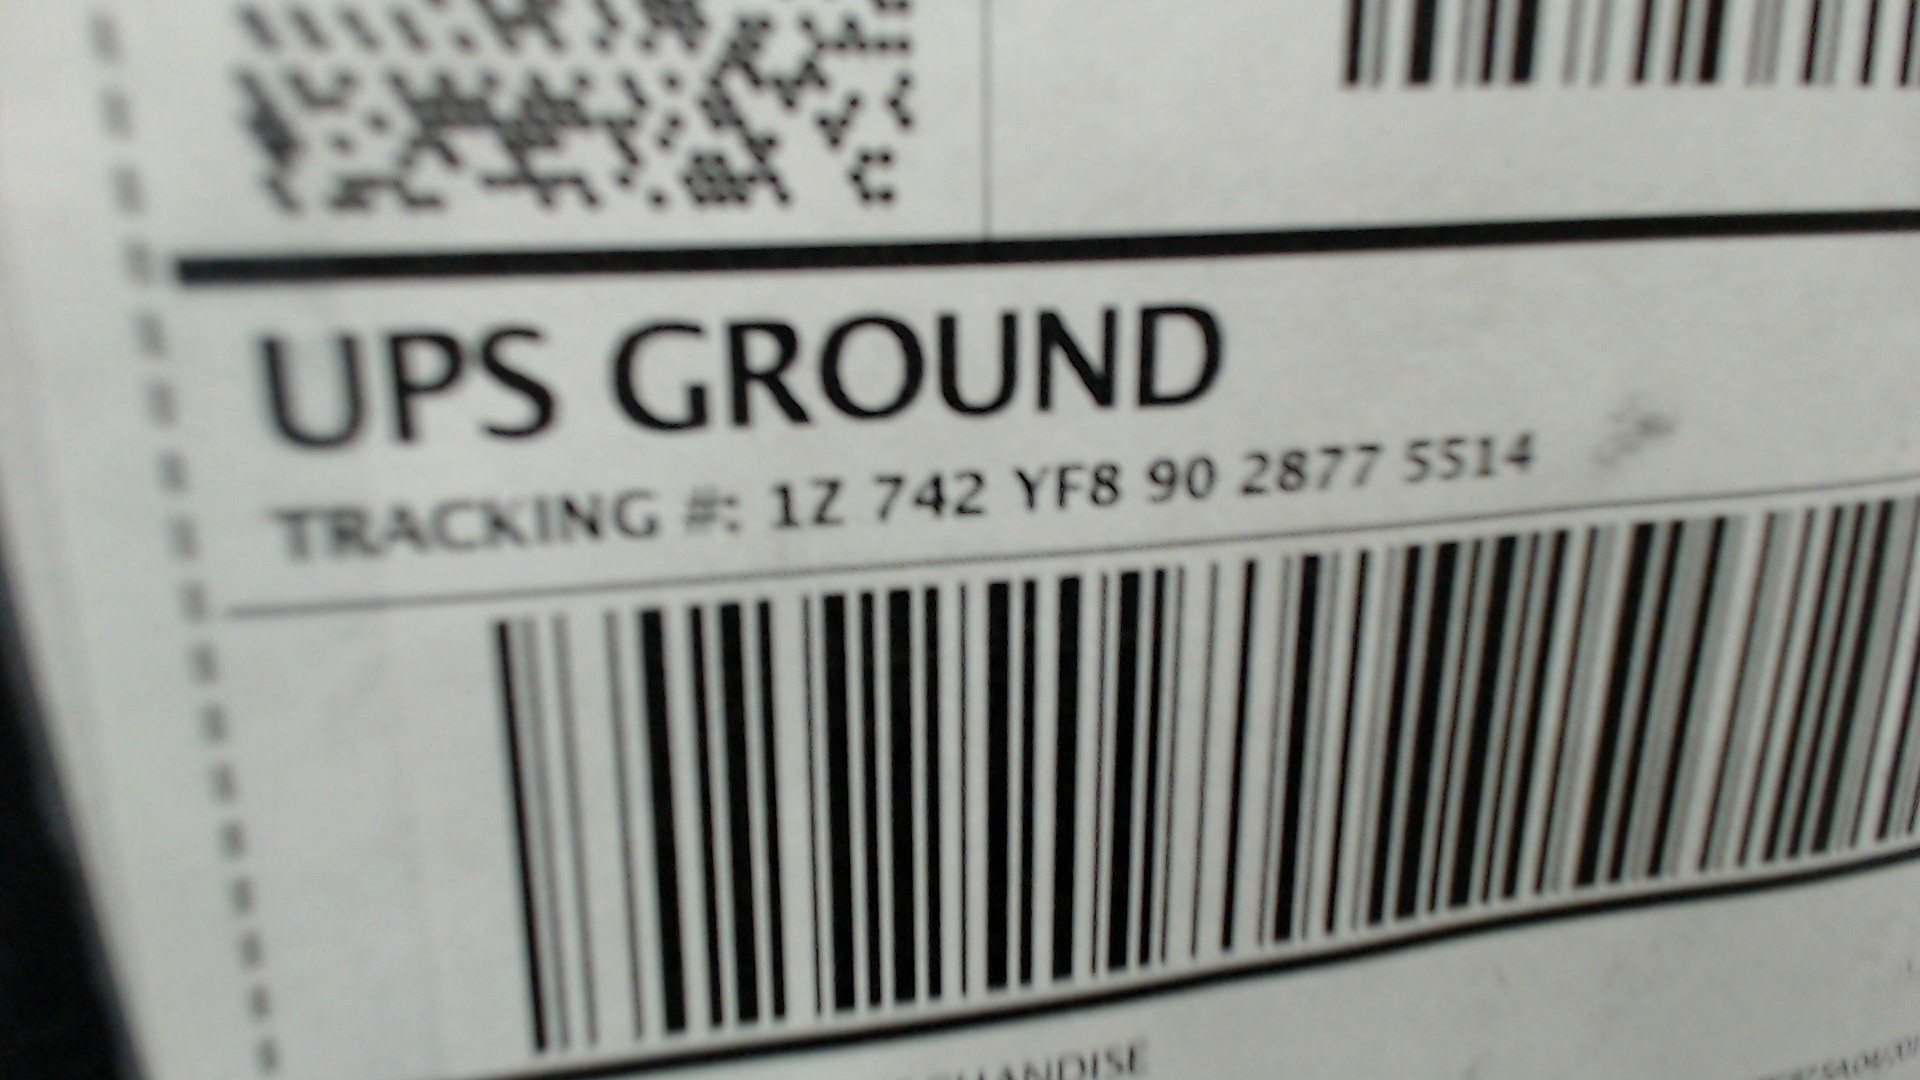 UPS GROUND
TRACKING #: 1Z 742 YF8 90 2877 5514